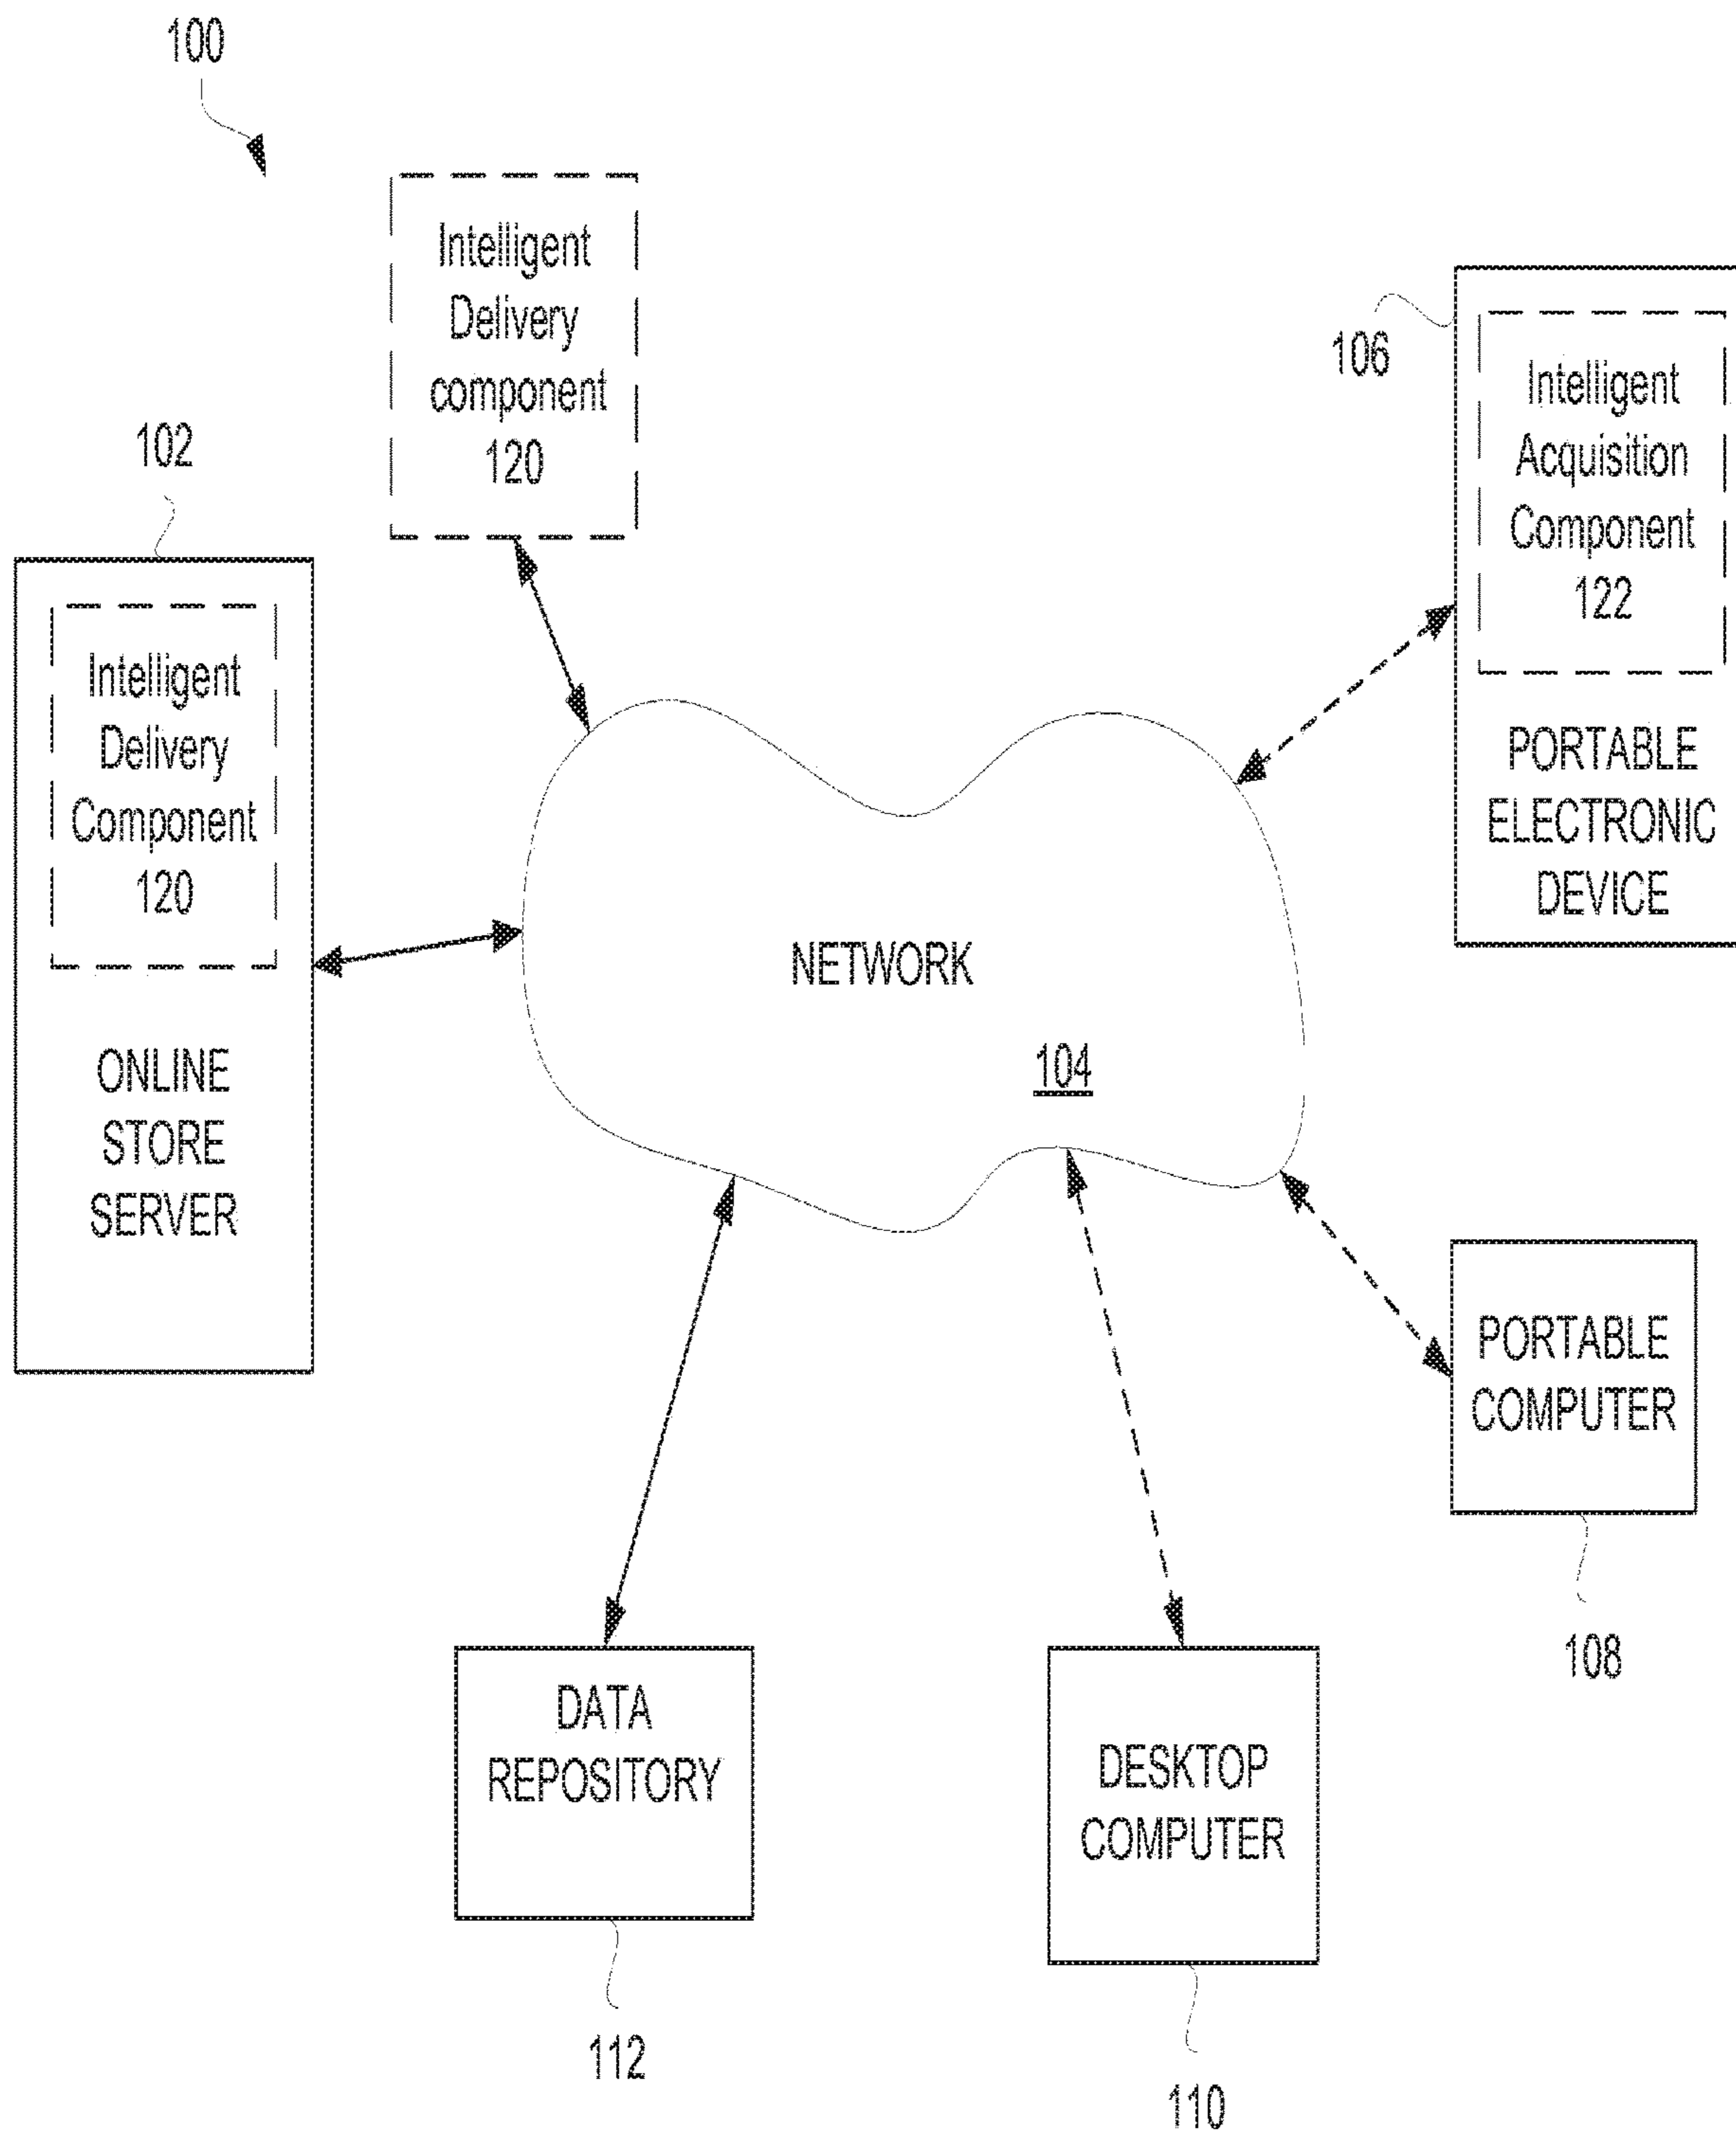 100
Intelligent
Delivery
component
120
106
Intelligent
Acquisition
Component
122
PORTABLE
ELECTRONIC
DEVICE
102
Intelligent
Delivery
Component
120
ONLINE
STORE
SERVER
NETWORK
104
PORTABLE
COMPUTER
108
DATA
REPOSITORY
112
DESKTOP
COMPUTER
110